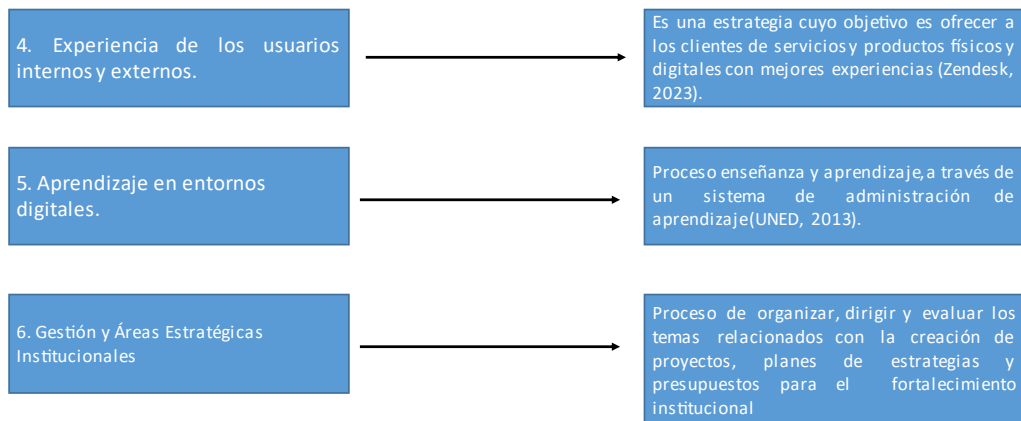 4. Experiencia de los usuarios
internos y externos.
Es una estrategia cuyo objetivo es ofrecer a
los clientes de servicios y productos físicos y
digitales con mejores experiencias (Zendesk,
2023).
5. Aprendizaje en entornos
digitales.
Proceso enseñanza y aprendizaje, a través de
un sistema de administración de
aprendizaje(UNED, 2013).
6. Gestión y Áreas Estratégicas
Institucionales
Proceso de organizar, dirigir y evaluar los
temas relacionados con la creación de
proyectos, planes de estrategias y
presupuestos para el fortalecimiento
institucional